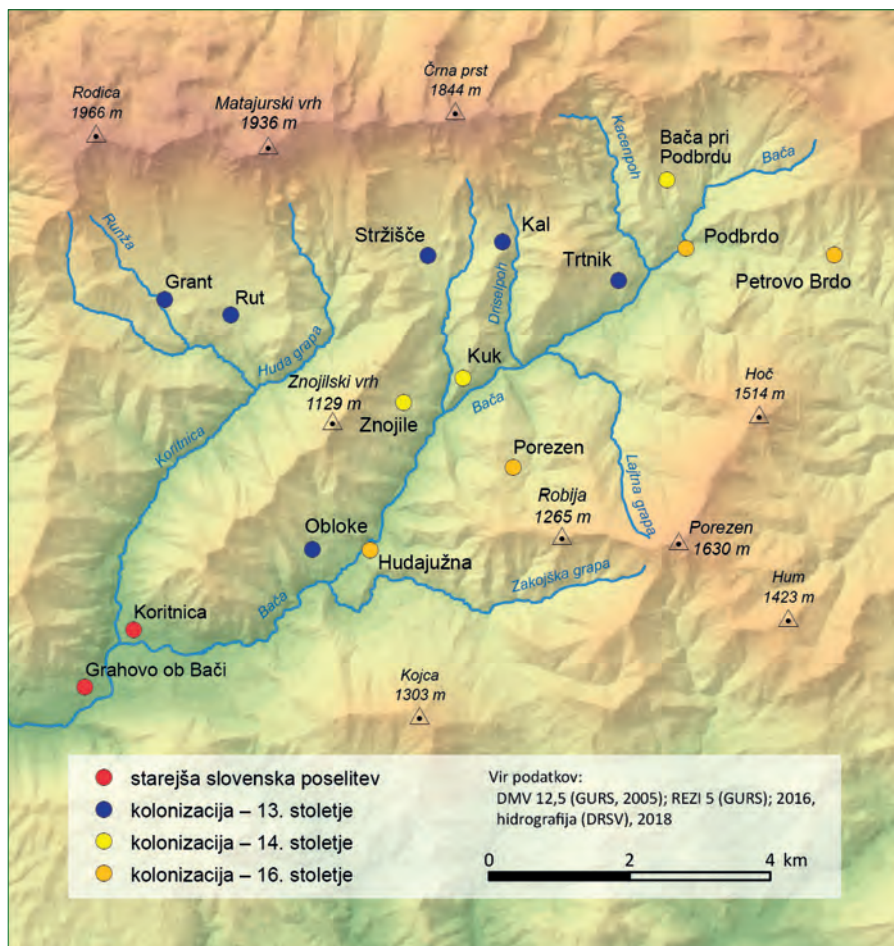 Rodica
1966 m
Matajurski vrh
1936 m
Črna prst
1844 m
Kacenpoh
Bača pri
Podbrdu
Bača
Runža
Stržišče
Kal
Podbrdo
Driselpoh
Trtnik
Petrovo Brdo
Grant
Rut
Huda grapa
Kuk
Znojilski vrh
1129 m
Znojile
Bača
Hoč
1514 m
Koritnica
Porezen
Lajtna grapa
Robija
1265 m
Porezen
1630 m
Obloke
Hudajužna
Zakojška grapa
Hum
1423 m
Bača
Koritnica
Grahovo ob Bači
Kojca
1303 m
starejša slovenska poselitev
kolonizacija – 13. stoletje
kolonizacija – 14. stoletje
kolonizacija – 16. stoletje
Vir podatkov:
DMV 12,5 (GURS, 2005); REZI 5 (GURS); 2016,
hidrografija (DRSV), 2018
0 2 4 km